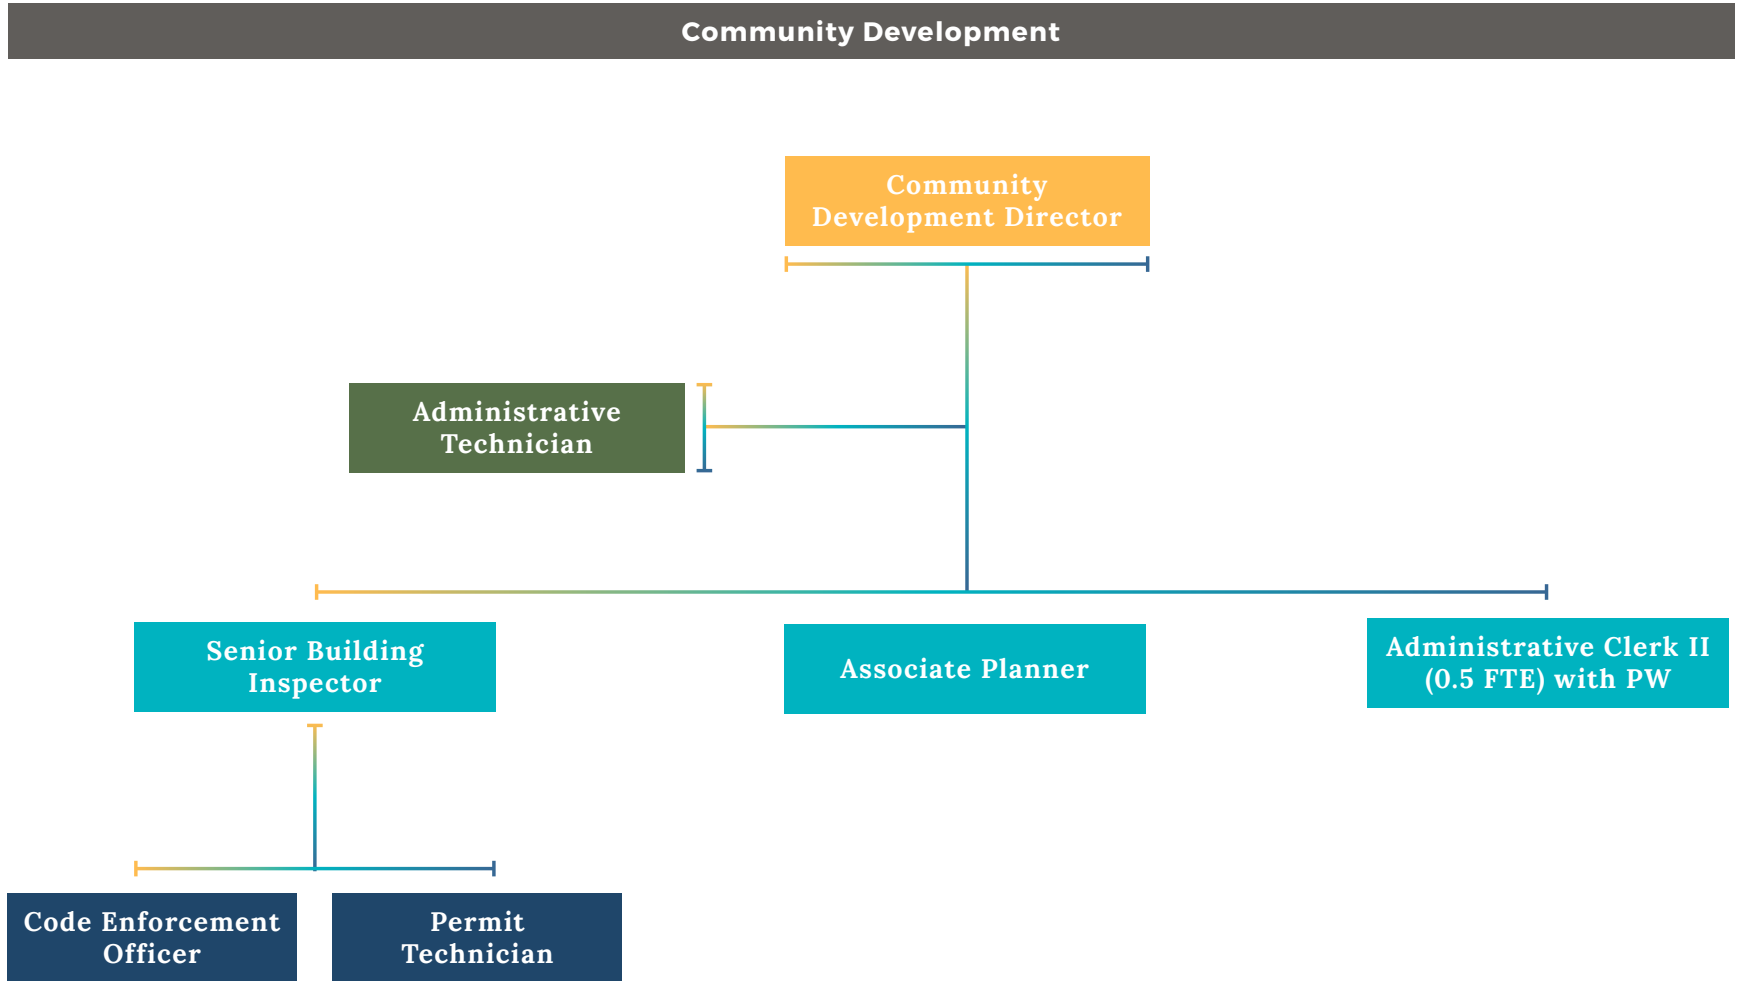 Community Development
Community
Development Director
Administrative
Technician
Senior Building
Inspector
Associate Planner
Administrative Clerk II
(0.5 FTE) with PW
Code Enforcement
Officer
Permit
Technician